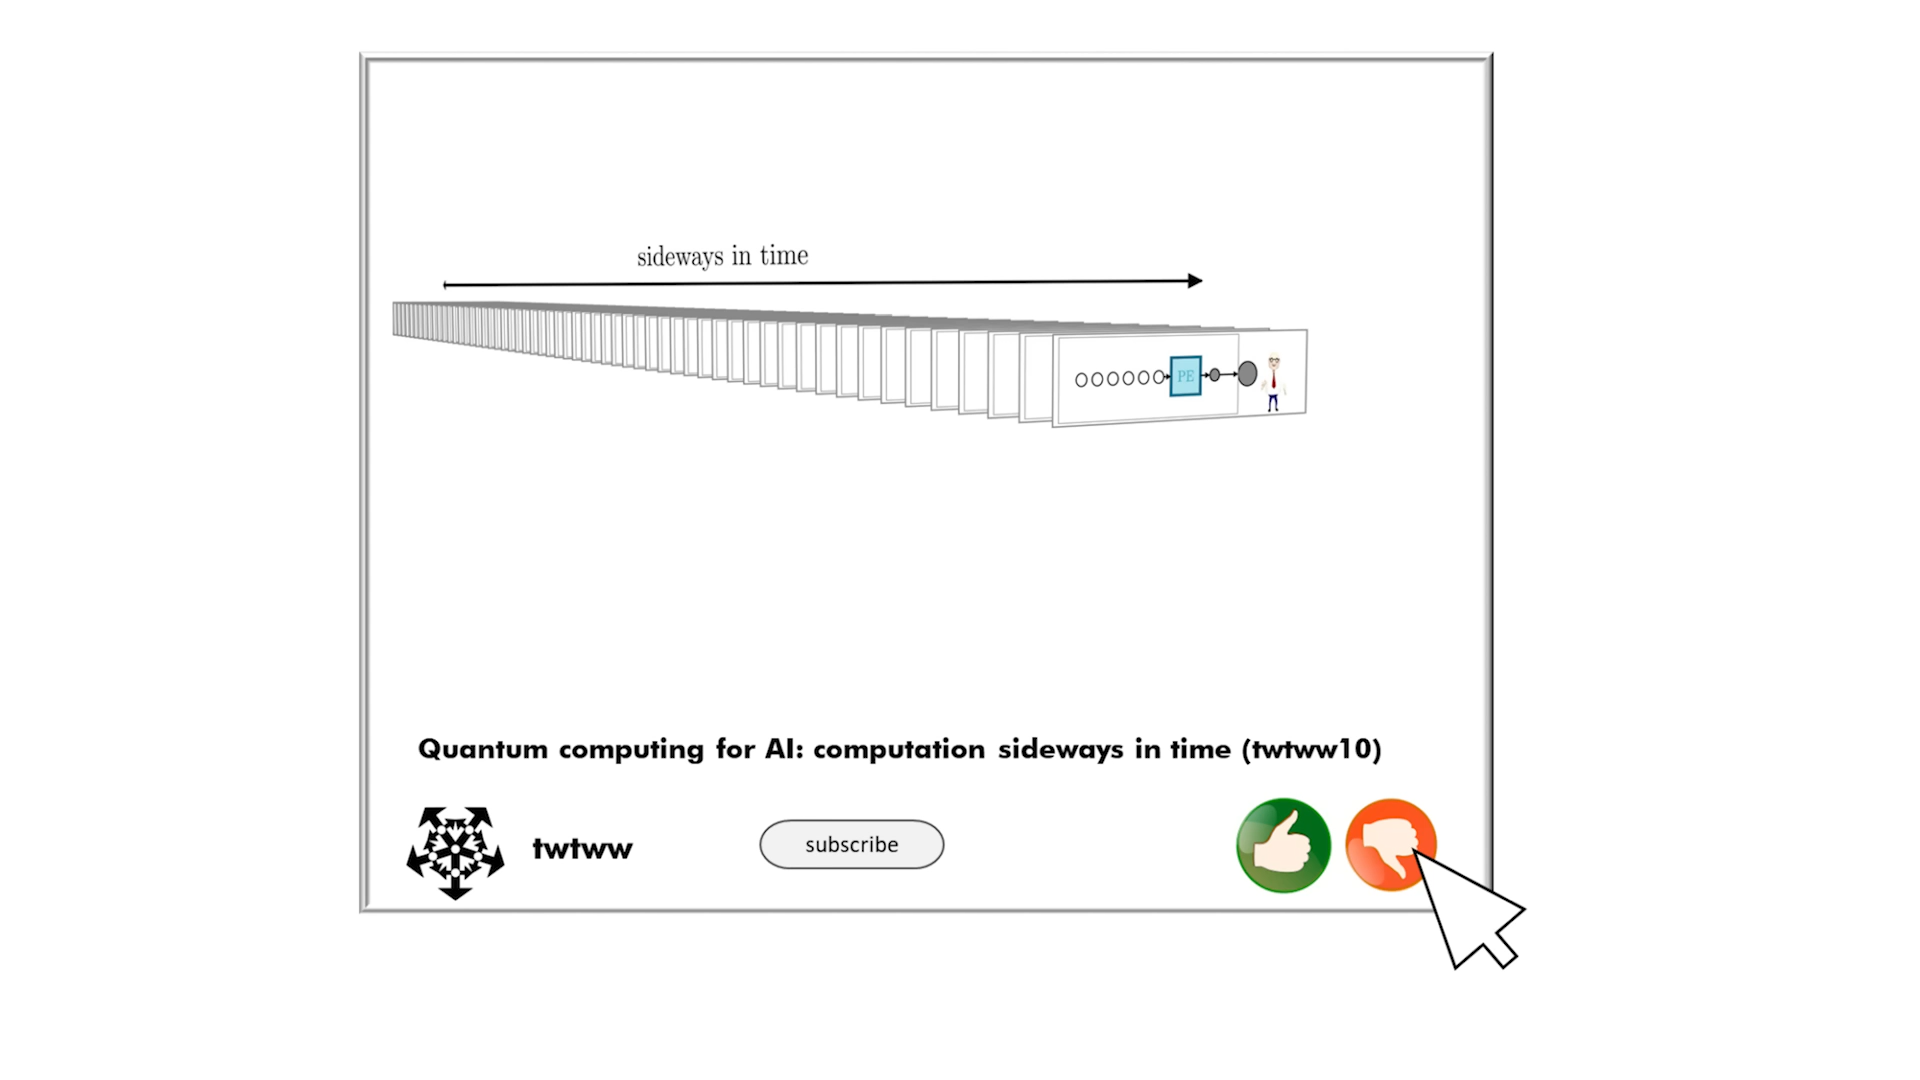 sideways in time
PE
Quantum computing for AI: computation sideways in time (twtww10)
twtww
subscribe